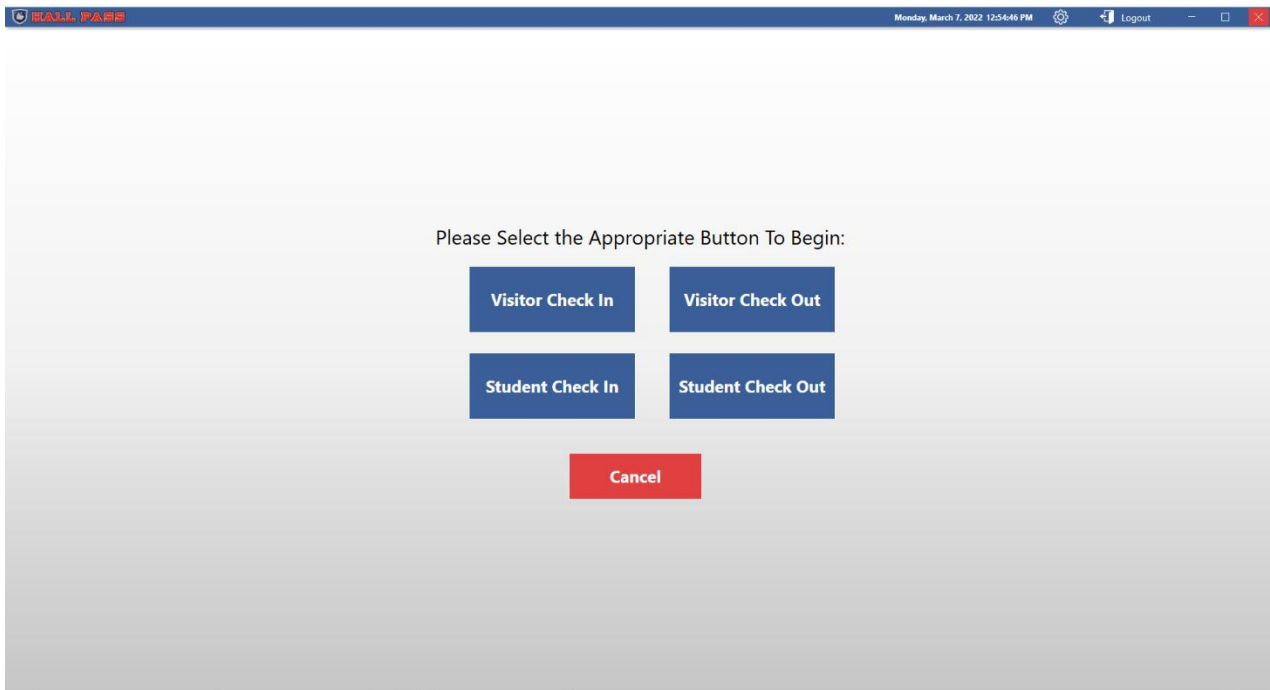 HALL PASS
Monday, March 7, 2022 12:54:46 PM
Logout
Please Select the Appropriate Button To Begin:
Visitor Check In
Visitor Check Out
Student Check In
Student Check Out
Cancel